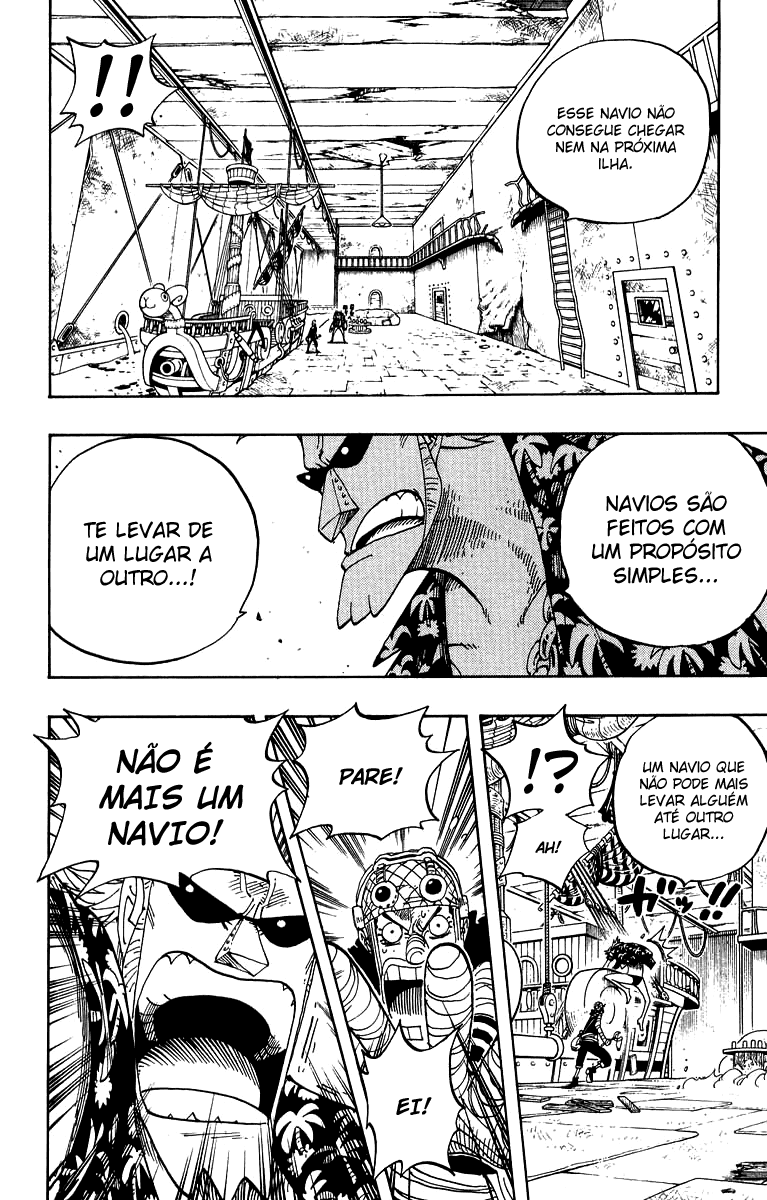 ESSE NAVIO NÃO
CONSEGUE CHEGAR
NEM NA PRÓXIMA
ILHA.
!!
NAVIOS SÃO
FEITOS COM
UM PROPÓSITO
SIMPLES...
TE LEVAR DE
UM LUGAR A
OUTRO...!
UM NAVIO QUE
NÃO PODE MAIS
LEVAR ALGUÉM
ATÉ OUTRO
LUGAR...
!?
AH!
ガッ!!
PARE!
EI!
NÃO É
MAIS UM
NAVIO!